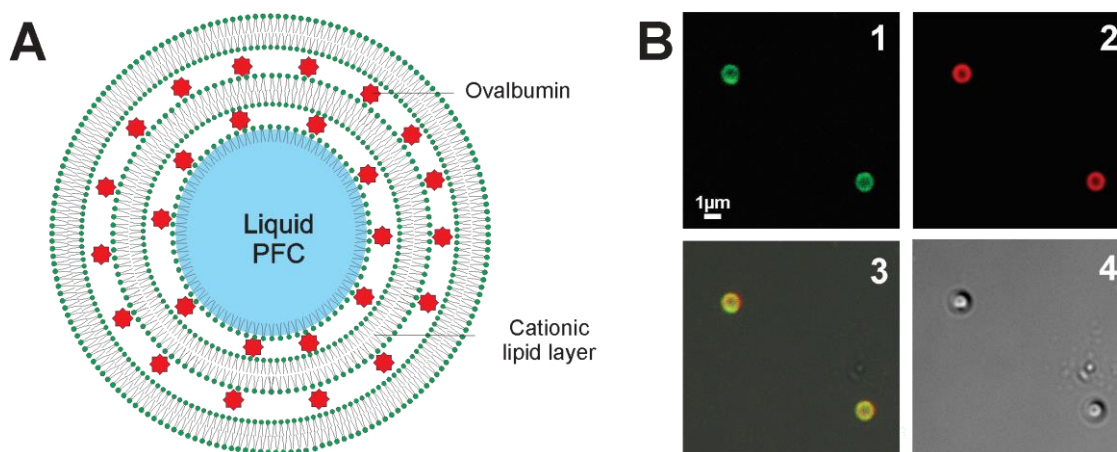 A
Ovalbumin
Liquid
PFC
Cationic
lipid layer
B
1
2
1µm
3
4